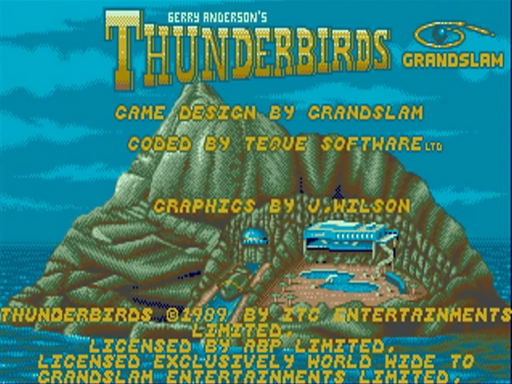 GERRY ANDERSON'S
THUNDERBIRDS
GRANDSLAM
GAME DESIGN BY GRANDSLAM
CODED BY TEQUE SOFTWARE LTD
GRAPHICS BY U.WILSON
THUNDERBIRDS ©1989 BY ITC ENTERTAINMENTS
LIMITED.
LICENSED BY ABP LIMITED.
LICENSED EXCLUSIVELY WORLD WIDE TO
GRANDSLAM ENTERTAINMENTS LIMITED.